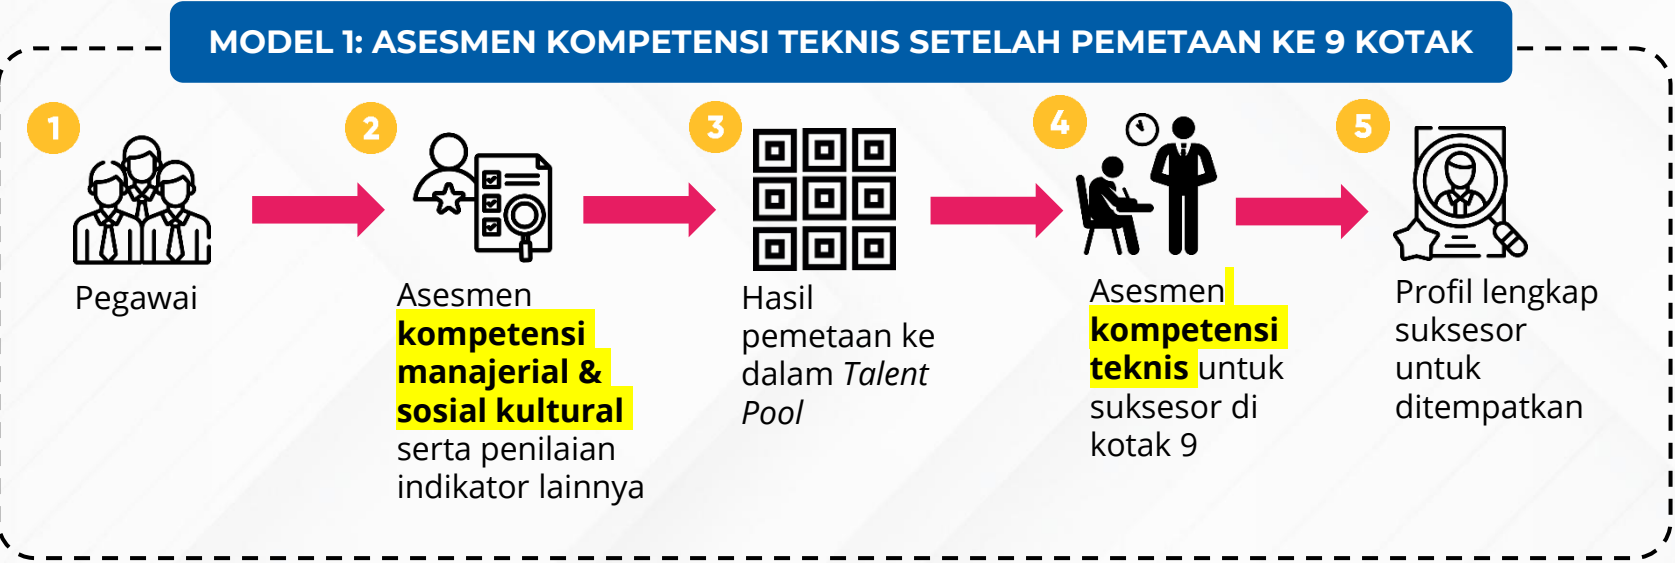 MODEL 1: ASESMEN KOMPETENSI TEKNIS SETELAH PEMETAAN KE 9 KOTAK
1
Pegawai
2
Asesmen
kompetensi
manajerial &
sosial kultural
serta penilaian
indikator lainnya
3
Hasil
pemetaan ke
dalam Talent
Pool
4
Asesmen
kompetensi
teknis untuk
suksesor di
kotak 9
5
Profil lengkap
suksesor
untuk
ditempatkan